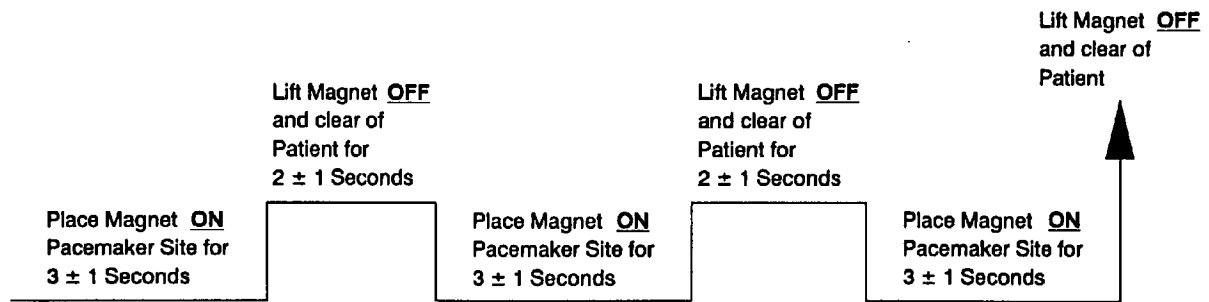 Place Magnet ON
Pacemaker Site for
3 ± 1 Seconds
Lift Magnet OFF
and clear of
Patient for
2 ± 1 Seconds
Place Magnet ON
Pacemaker Site for
3 ± 1 Seconds
Lift Magnet OFF
and clear of
Patient for
2 ± 1 Seconds
Place Magnet ON
Pacemaker Site for
3 ± 1 Seconds
Lift Magnet OFF
and clear of
Patient